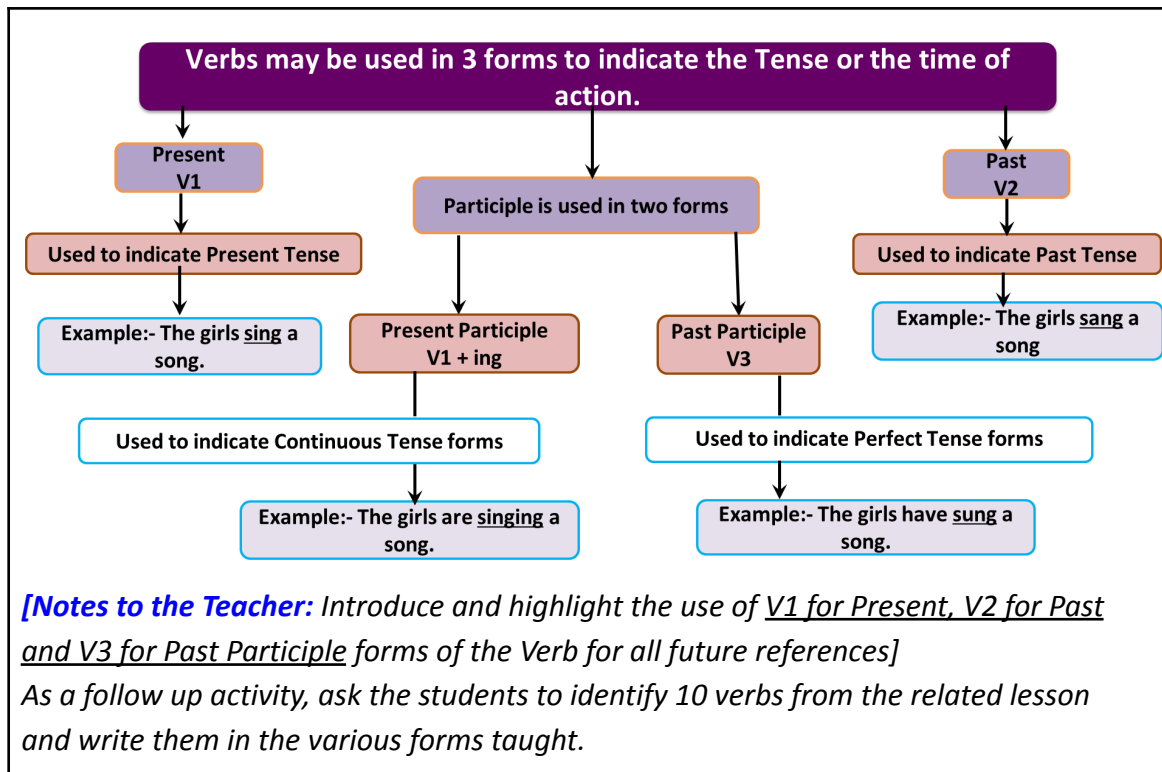 Verbs may be used in 3 forms to indicate the Tense or the time of
action.
Present
V1
Past
V2
Participle is used in two forms
Used to indicate Present Tense
Used to indicate Past Tense
Example:- The girls sing a
song.
Present Participle
V1 + ing
Past Participle
V3
Example:- The girls sang a
song
Used to indicate Continuous Tense forms
Used to indicate Perfect Tense forms
Example:- The girls are singing a
song.
Example:- The girls have sung a
song.
[Notes to the Teacher: Introduce and highlight the use of V1 for Present, V2 for Past
and V3 for Past Participle forms of the Verb for all future references]
As a follow up activity, ask the students to identify 10 verbs from the related lesson
and write them in the various forms taught.